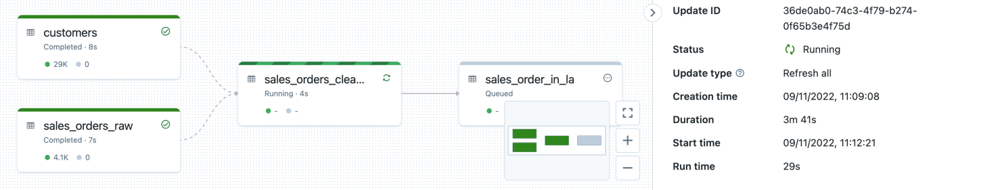 customers
Completed · 8s
29K 0
sales_orders_raw
Completed · 7s
4.1K 0
sales_orders_clea...
Running · 4s
- -
sales_order_in_la
Queued
-
Update ID 36de0ab0-74c3-4f79-b274-
0f65b3e4f75d
Status Running
Update type Refresh all
Creation time 09/11/2022, 11:09:08
Duration 3m 41s
Start time 09/11/2022, 11:12:21
Run time 29s